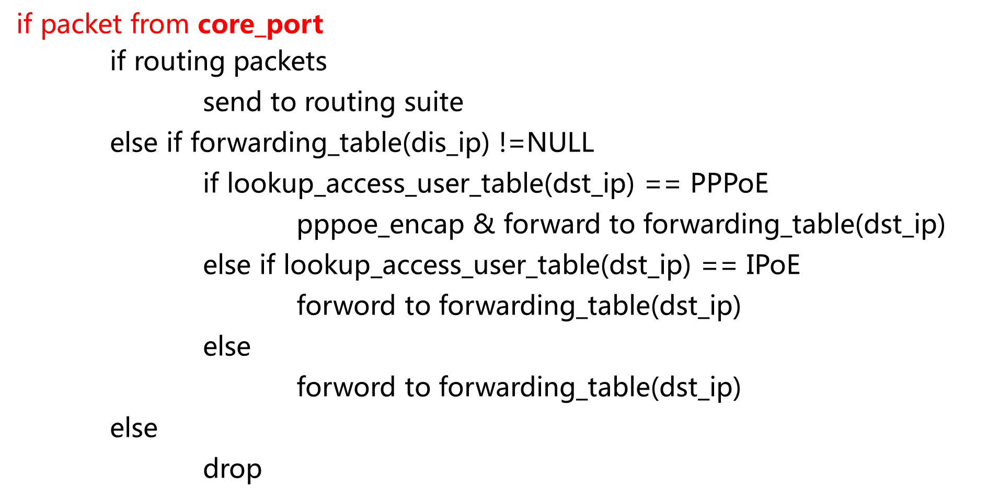 if packet from core_port
if routing packets
send to routing suite
else if forwarding_table(dis_ip) !=NULL
if lookup_access_user_table(dst_ip) == PPPoE
pppoe_encap & forward to forwarding_table(dst_ip)
else if lookup_access_user_table(dst_ip) == IPoE
forword to forwarding_table(dst_ip)
else
forword to forwarding_table(dst_ip)
else
drop